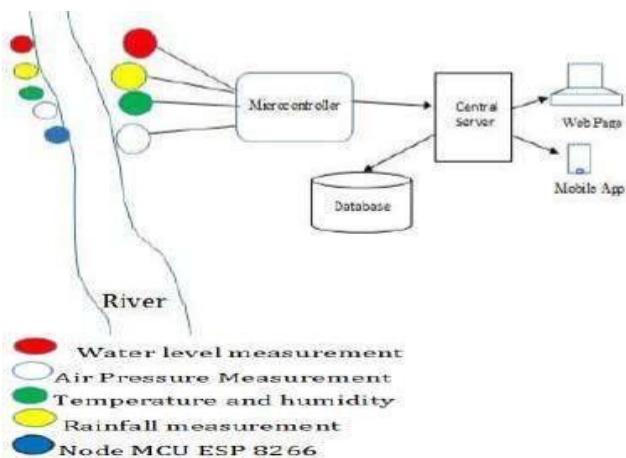 Microcontroller
Central
server
Web Page
Mobile App
Database
River
Water level measurement
Air Pressure Measurement
Temperature and humidity
Rainfall measurement
Node MCU ESP 8266